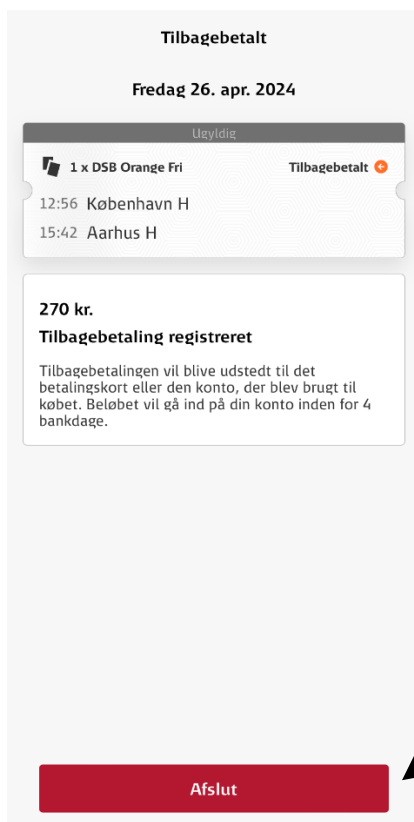 Tilbagebetalt
Fredag 26. apr. 2024
Ugyldig
1 x DSB Orange Fri Tilbagebetalt
12:56 København H
15:42 Aarhus H
270 kr.
Tilbagebetaling registreret
Tilbagebetalingen vil blive udstedt til det
betalingskort eller den konto, der blev brugt til
købet. Beløbet vil gå ind på din konto inden for 4
bankdage.
Afslut